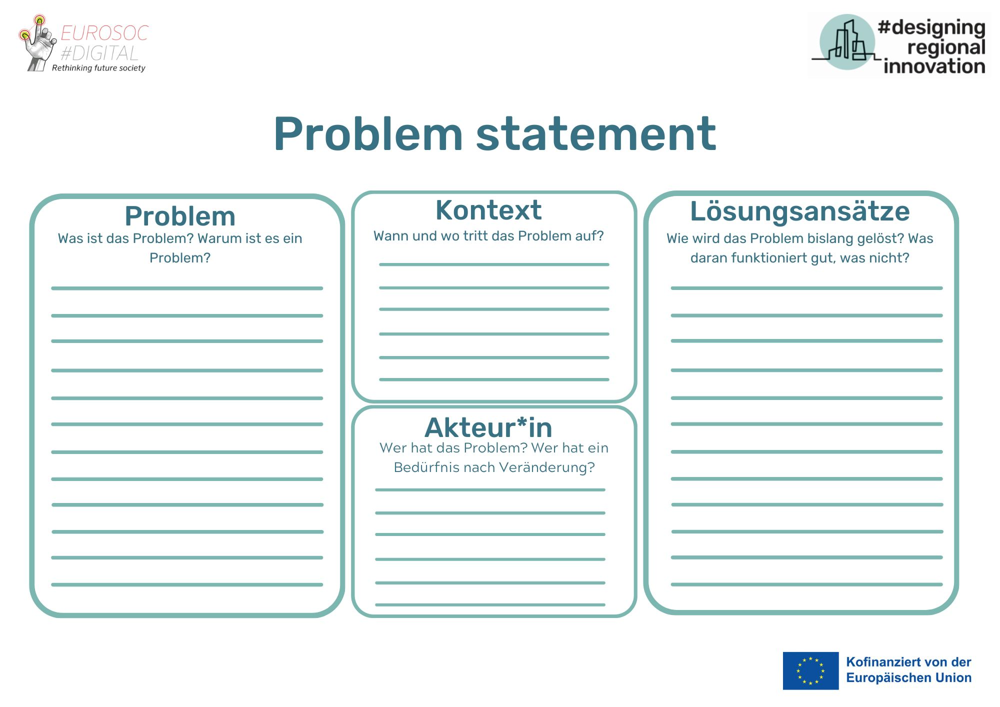 EUROSOC
#DIGITAL
Rethinking future society
#designing
regional
innovation
Problem statement
Problem
Was ist das Problem? Warum ist es ein
Problem?
Kontext
Wann und wo tritt das Problem auf?
Akteur*in
Wer hat das Problem? Wer hat ein
Bedürfnis nach Veränderung?
Lösungsansätze
Wie wird das Problem bislang gelöst? Was
daran funktioniert gut, was nicht?
Kofinanziert von der
Europäischen Union